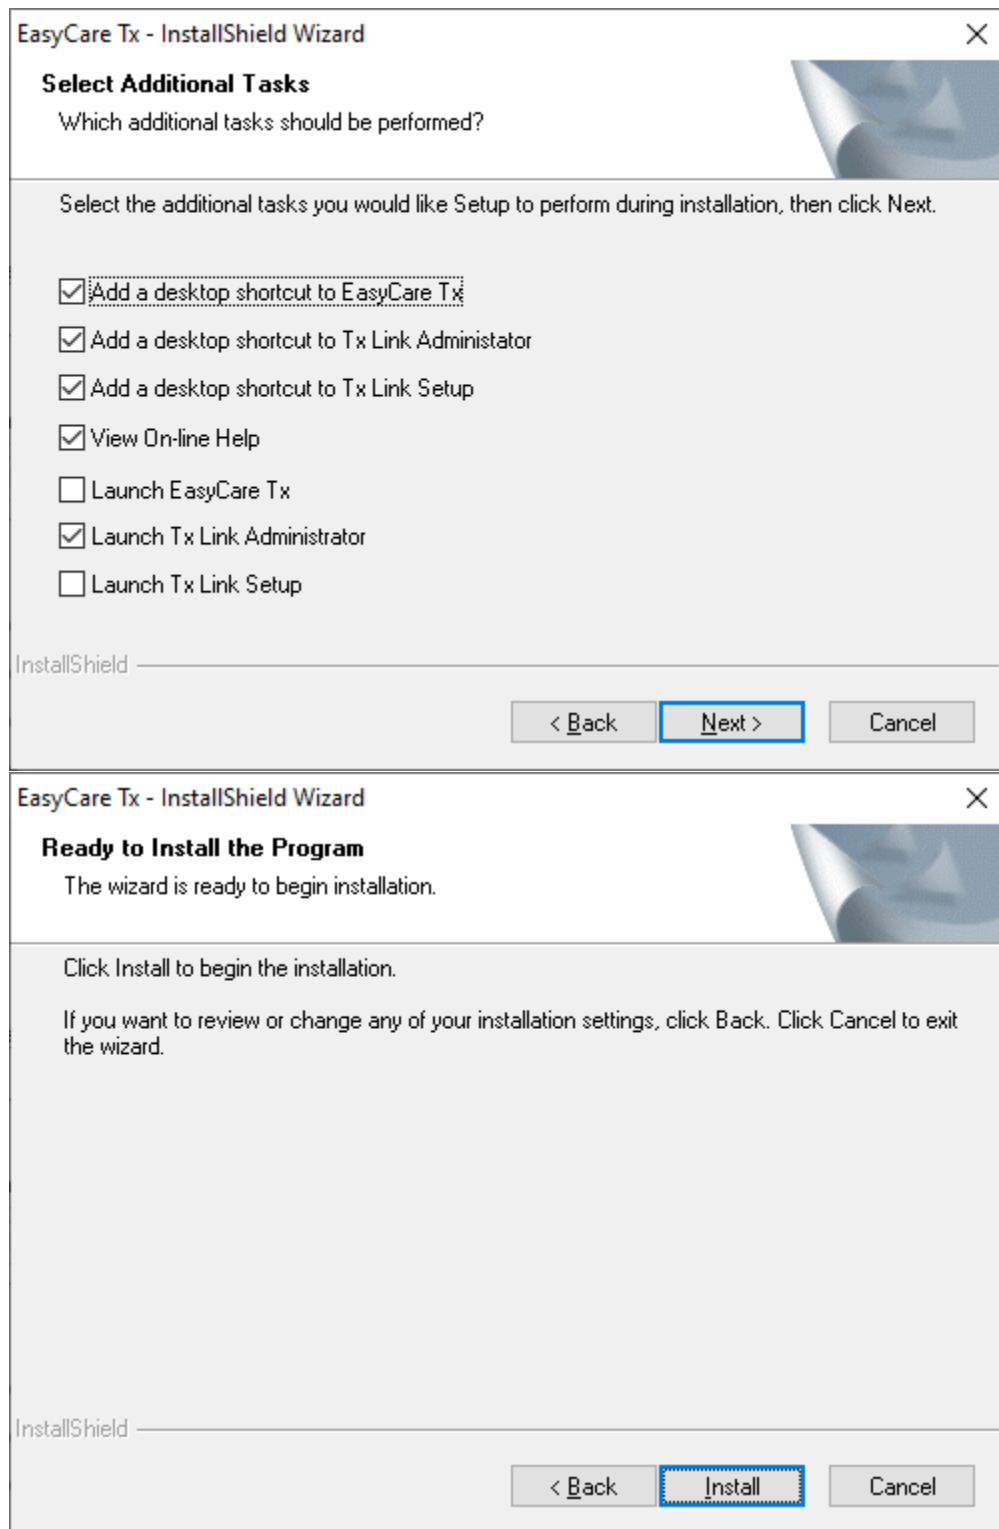 EasyCare Tx - InstallShield Wizard
Select Additional Tasks
Which additional tasks should be performed?
Select the additional tasks you would like Setup to perform during installation, then click Next.
Add a desktop shortcut to EasyCare Tx
Add a desktop shortcut to Tx Link Administator
Add a desktop shortcut to Tx Link Setup
View On-line Help
Launch EasyCare Tx
Launch Tx Link Administrator
Launch Tx Link Setup
InstallShield
< Back Next > Cancel
EasyCare Tx - InstallShield Wizard
Ready to Install the Program
The wizard is ready to begin installation.
Click Install to begin the installation.
If you want to review or change any of your installation settings, click Back. Click Cancel to exit
the wizard.
InstallShield
< Back Install Cancel